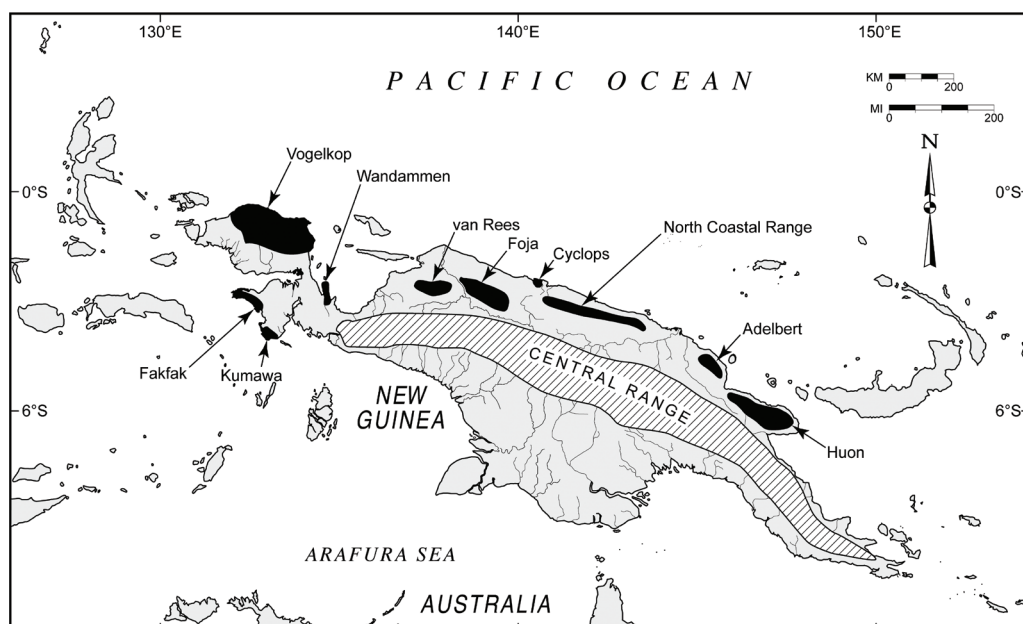 130°E
140°E
150°E
PACIFIC OCEAN
KM
0
200
MI
0
200
N
Vogelkop
Wandammen
0°S
0°S
van Rees
Foja
Cyclops
North Coastal Range
Adelbert
Fakfak
Kumawa
CENTRAL RANGE
NEW
GUINEA
6°S
6°S
Huon
ARAFURA SEA
AUSTRALIA